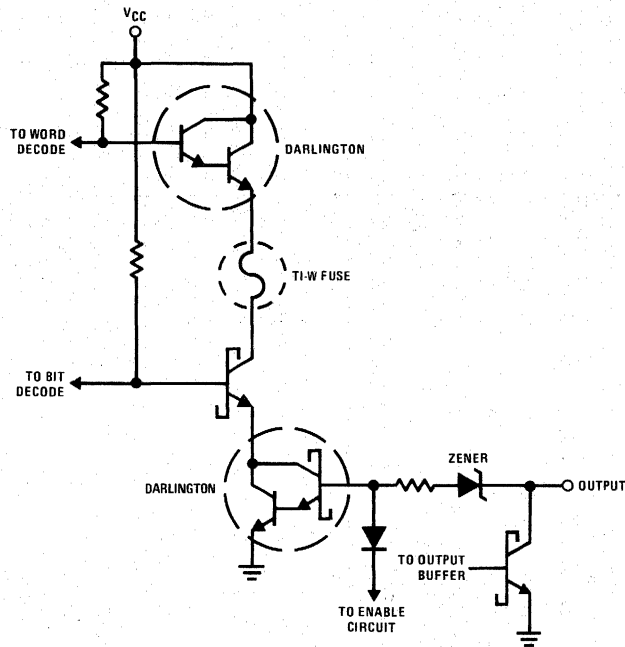 VCC
TO WORD
DECODE
DARLINGTON
TI-W FUSE
TO BIT
DECODE
DARLINGTON
ZENER
OUTPUT
TO OUTPUT
BUFFER
TO ENABLE
CIRCUIT